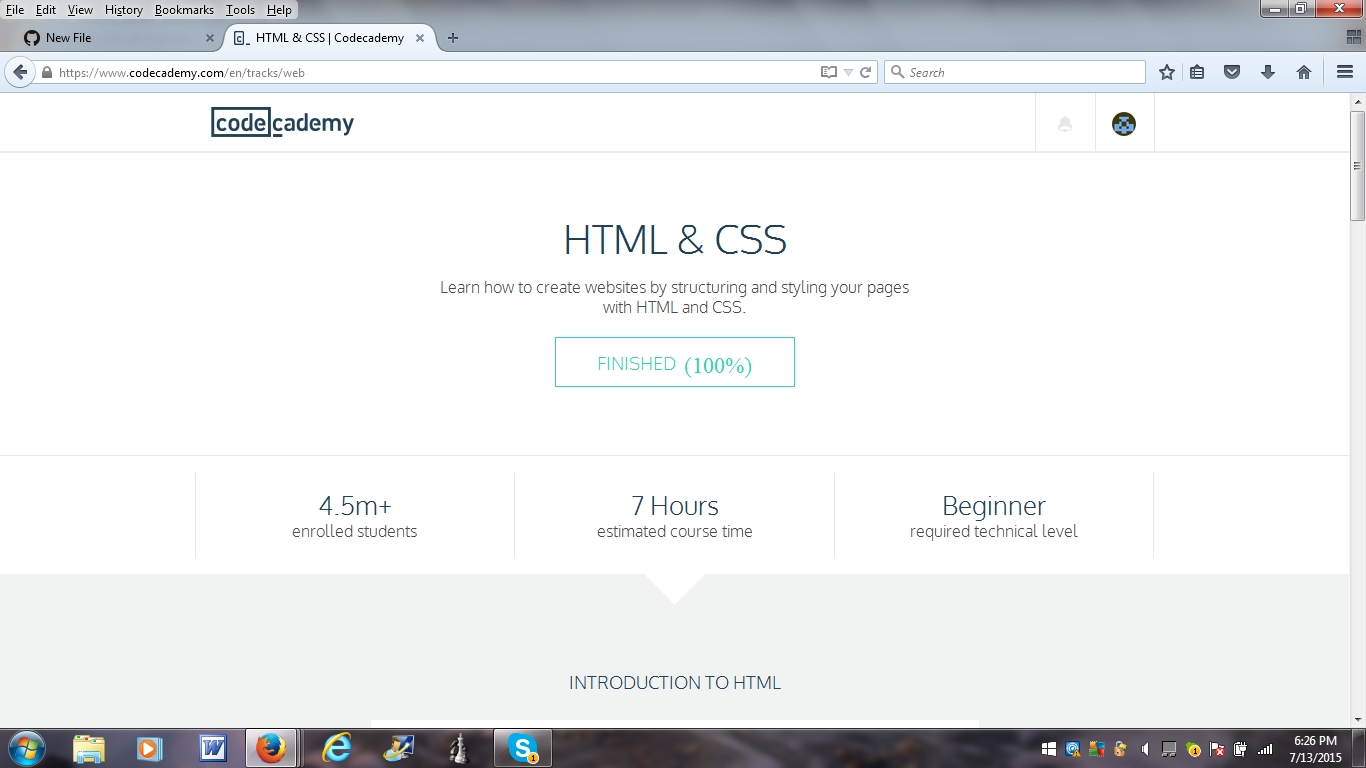 File Edit View History Bookmarks Tools Help
New File
HTML & CSS | Codecademy
https://www.codecademy.com/en/tracks/web
Search
codecademy
HTML & CSS
Learn how to create websites by structuring and styling your pages
with HTML and CSS.
FINISHED (100%)
4.5m+
enrolled students
7 Hours
estimated course time
Beginner
required technical level
INTRODUCTION TO HTML
6:26 PM
7/13/2015